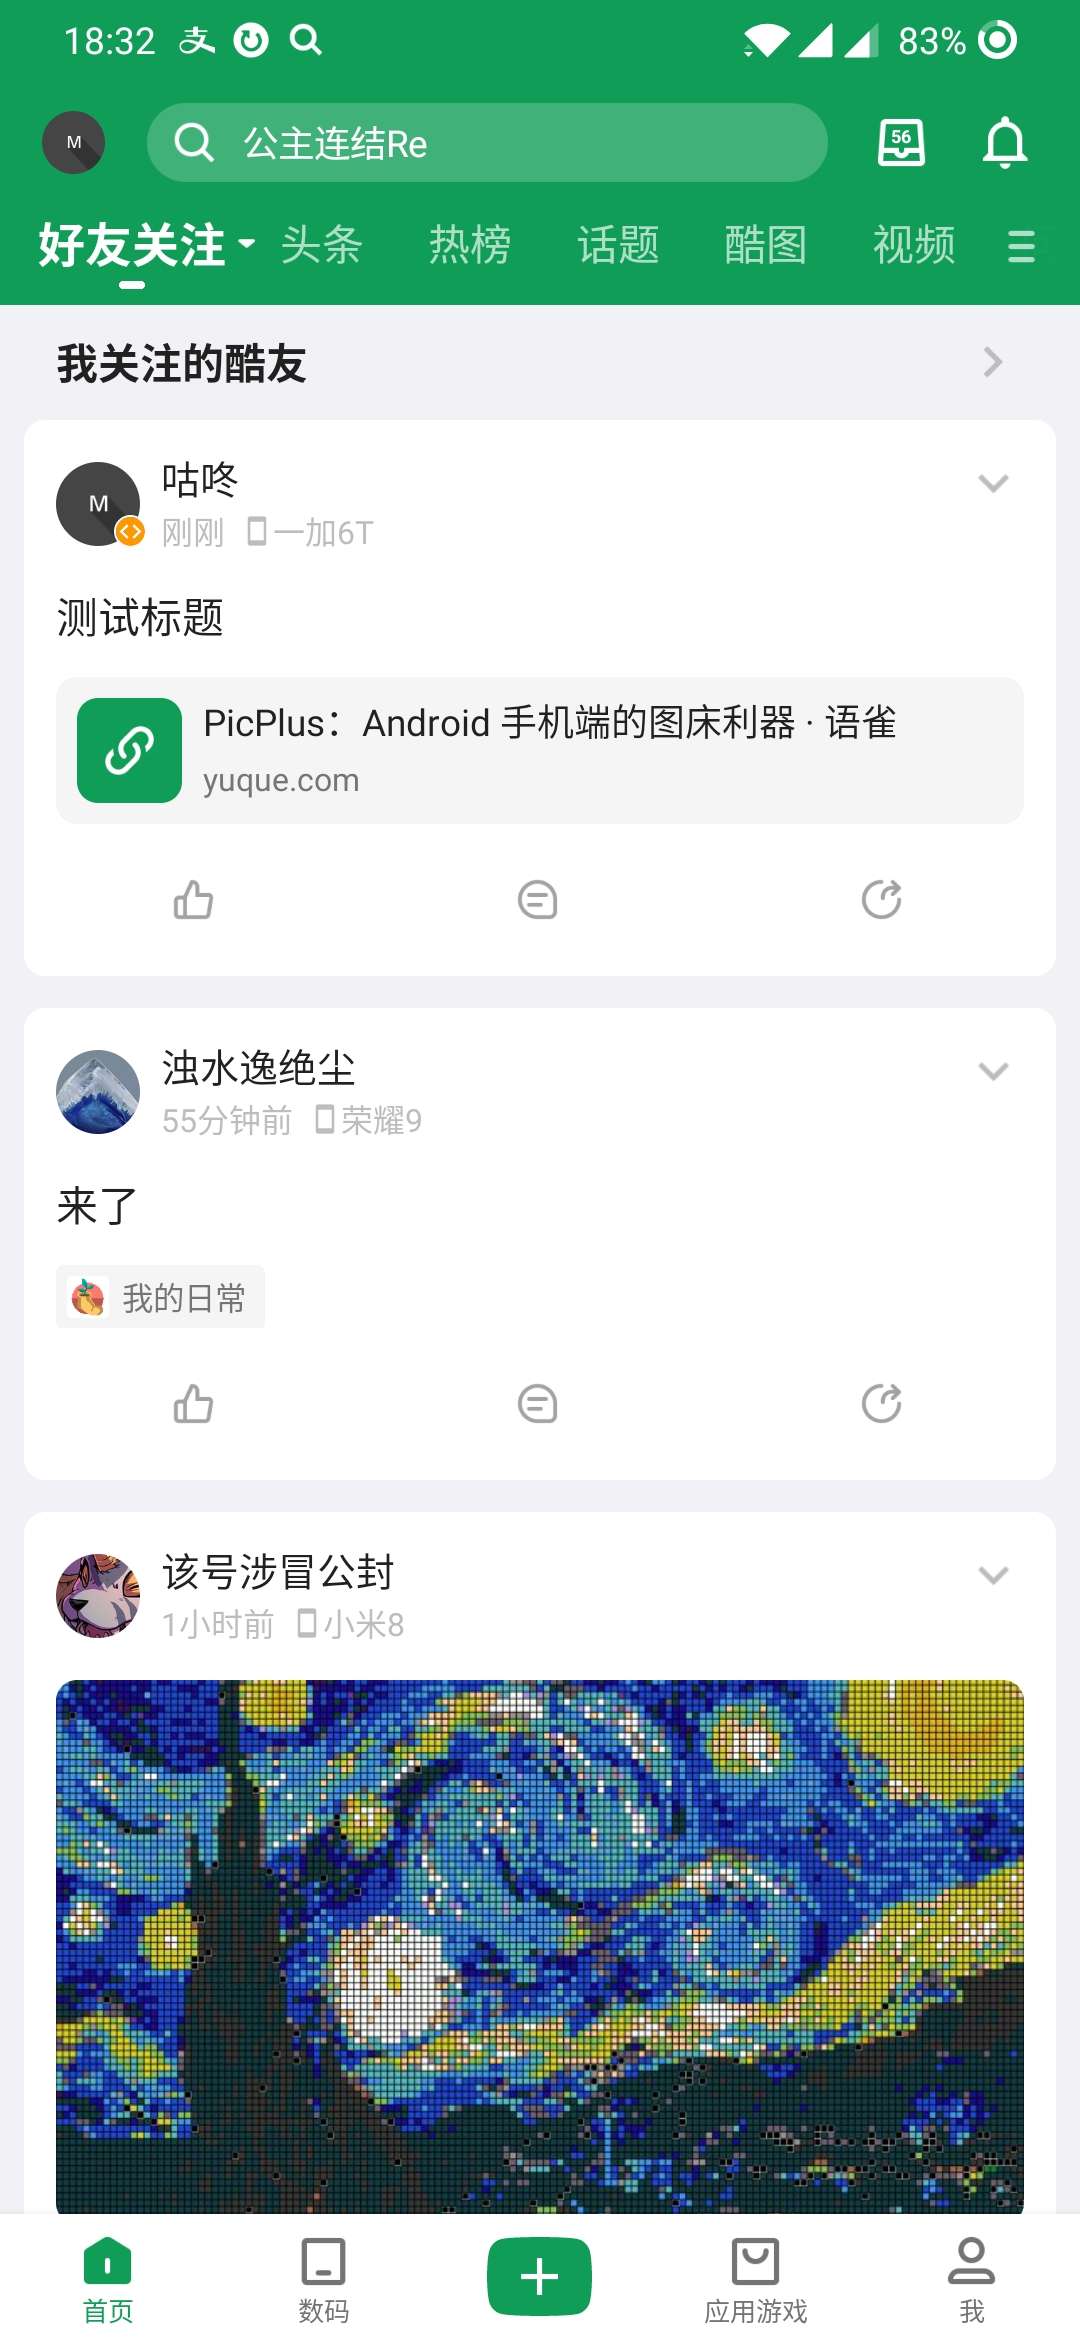 18:32
83%
M
公主连结Re
56
好友关注 头条 热榜 话题 酷图 视频
我关注的酷友
M
咕咚
刚刚 一加6T
测试标题
PicPlus：Android 手机端的图床利器 · 语雀
yuque.com
浊水逸绝尘
55分钟前 荣耀9
来了
我的日常
该号涉冒公封
1小时前 小米8
首页 数码 应用游戏 我